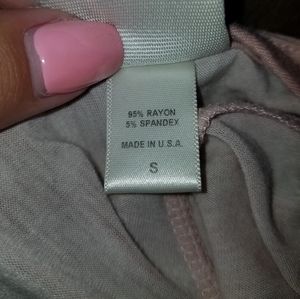 95% RAYON
5% SPANDEX
MADE IN U.S.A.
S